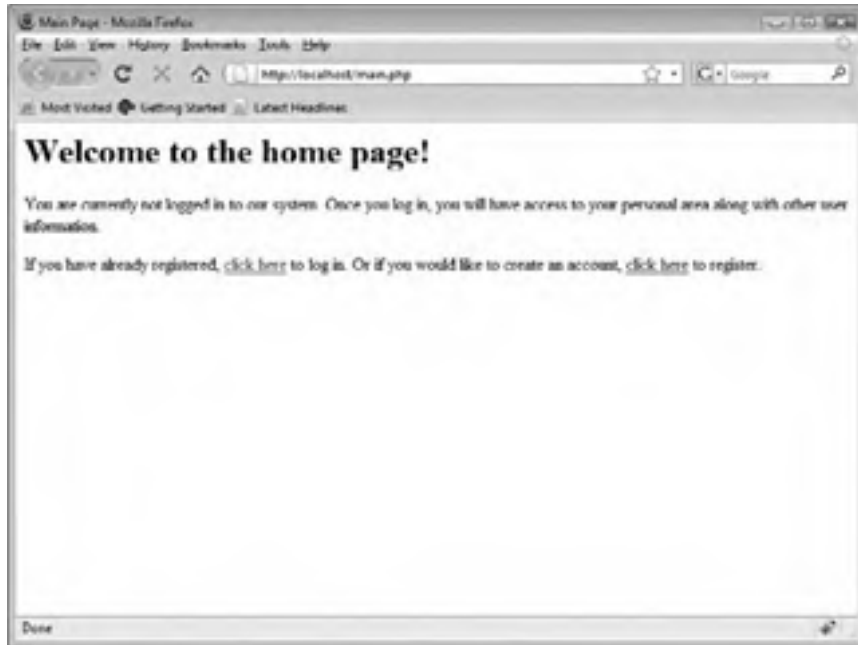 Main Page - Mozilla Firefox
File Edit View History Bookmarks Tools Help
http://localhost/main.php
Google
Most Visited Getting Started Latest Headlines
Welcome to the home page!
You are currently not logged in to our system. Once you log in, you will have access to your personal area along with other user
information.
If you have already registered, click here to log in. Or if you would like to create an account, click here to register.
Done